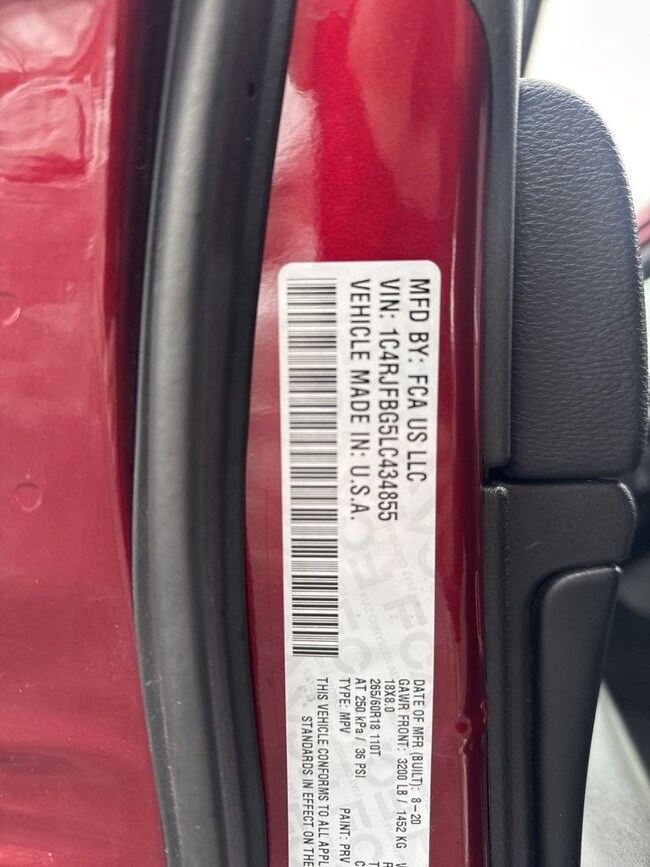 MFD BY: FCA US LLC
VIN: 1C4RJFBG5LC434855
VEHICLE MADE IN: U.S.A.
DATE OF MFR (BUILT): 8-20
GAWR FRONT: 3200 LB / 1452 KG
18X8.0
265/60R18 110T
AT 250 kPa / 36 PSI
TYPE: MPV PAINT: PRV
THIS VEHICLE CONFORMS TO ALL APPL
STANDARDS IN EFFECT ON THE